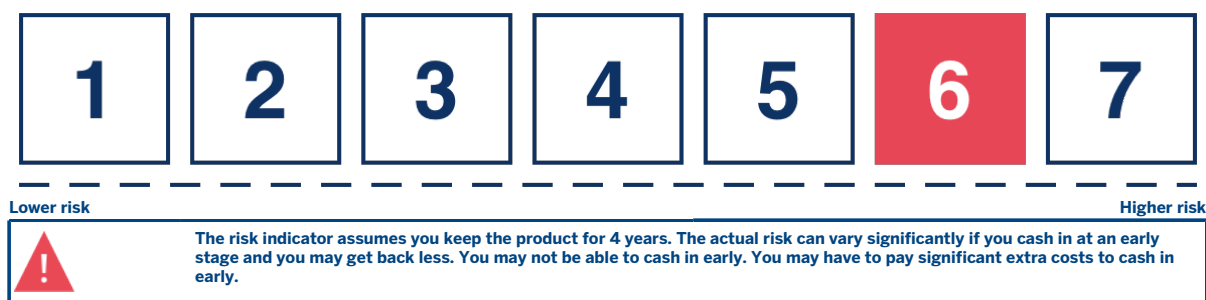 1 2 3 4 5 6 7
Lower risk Higher risk
The risk indicator assumes you keep the product for 4 years. The actual risk can vary significantly if you cash in at an early
stage and you may get back less. You may not be able to cash in early. You may have to pay significant extra costs to cash in
early.
!